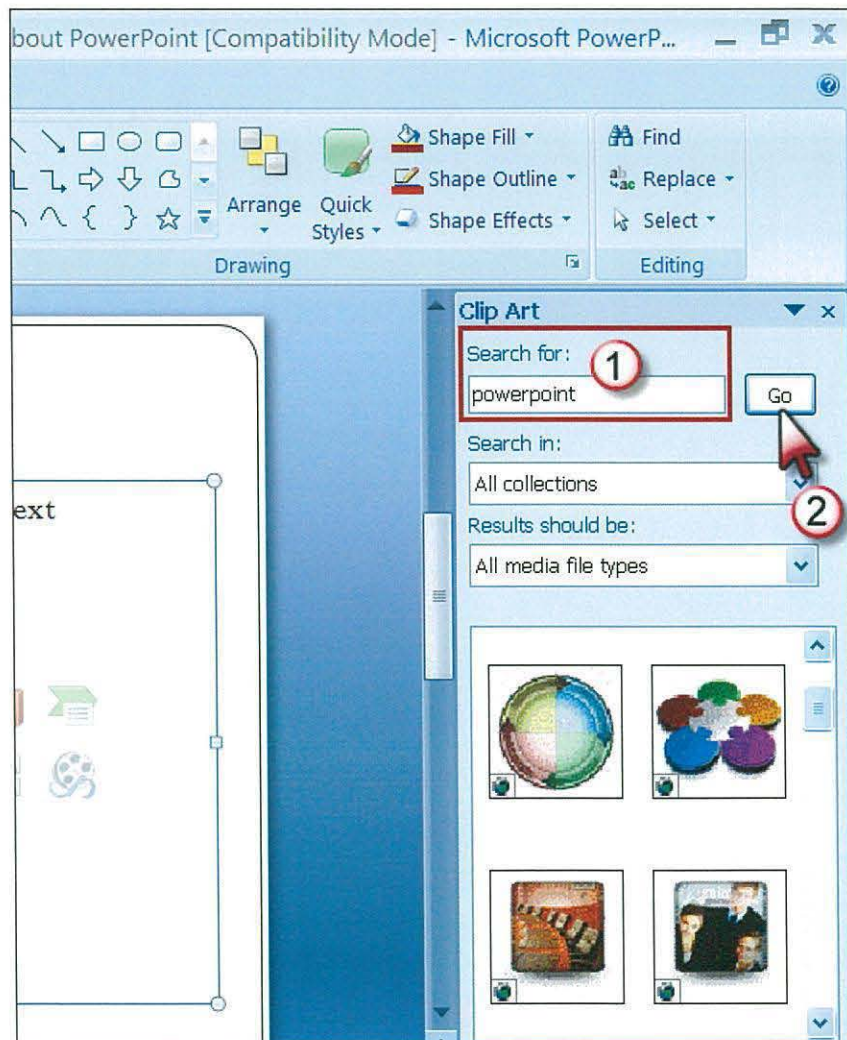 bout PowerPoint [Compatibility Mode] - Microsoft PowerP...
Shape Fill
Shape Outline
Shape Effects
Arrange
Quick
Styles
Drawing
Find
Replace
Select
Editing
ext
Clip Art
Search for:
1
powerpoint
Go
Search in:
All collections
2
Results should be:
All media file types